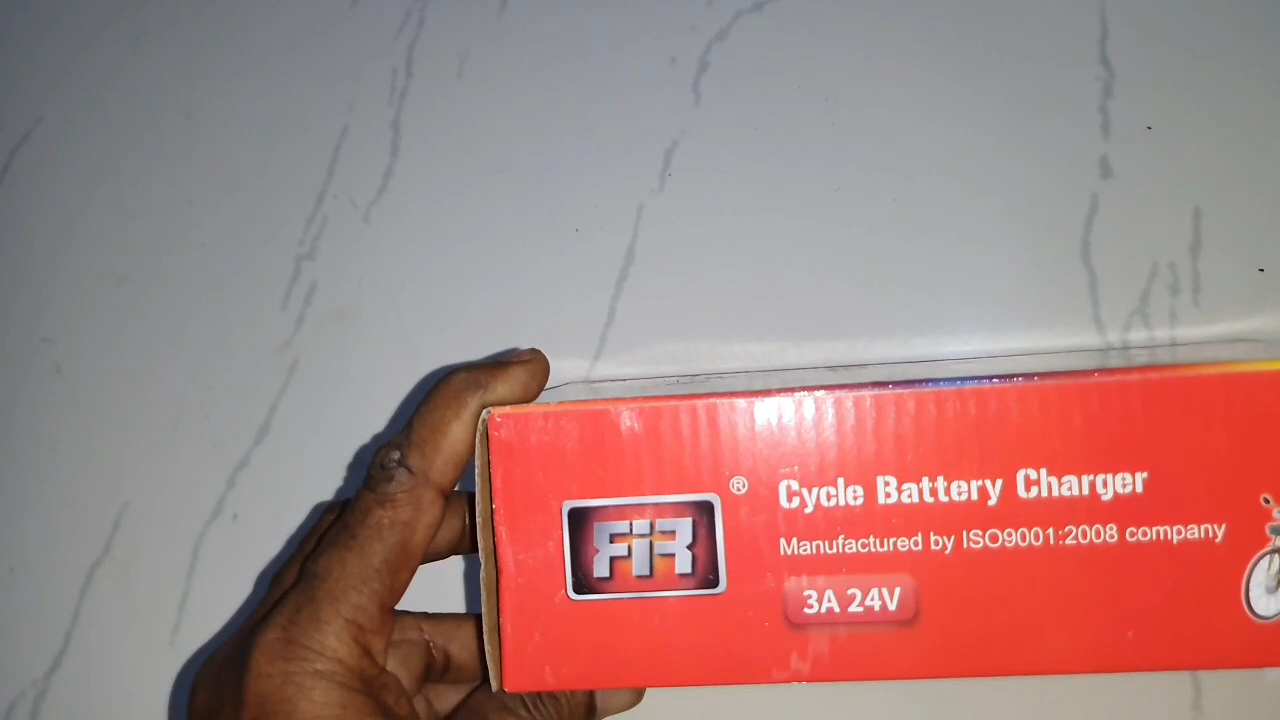 FiR
®
Cycle Battery Charger
Manufactured by ISO9001:2008 company
3A 24V